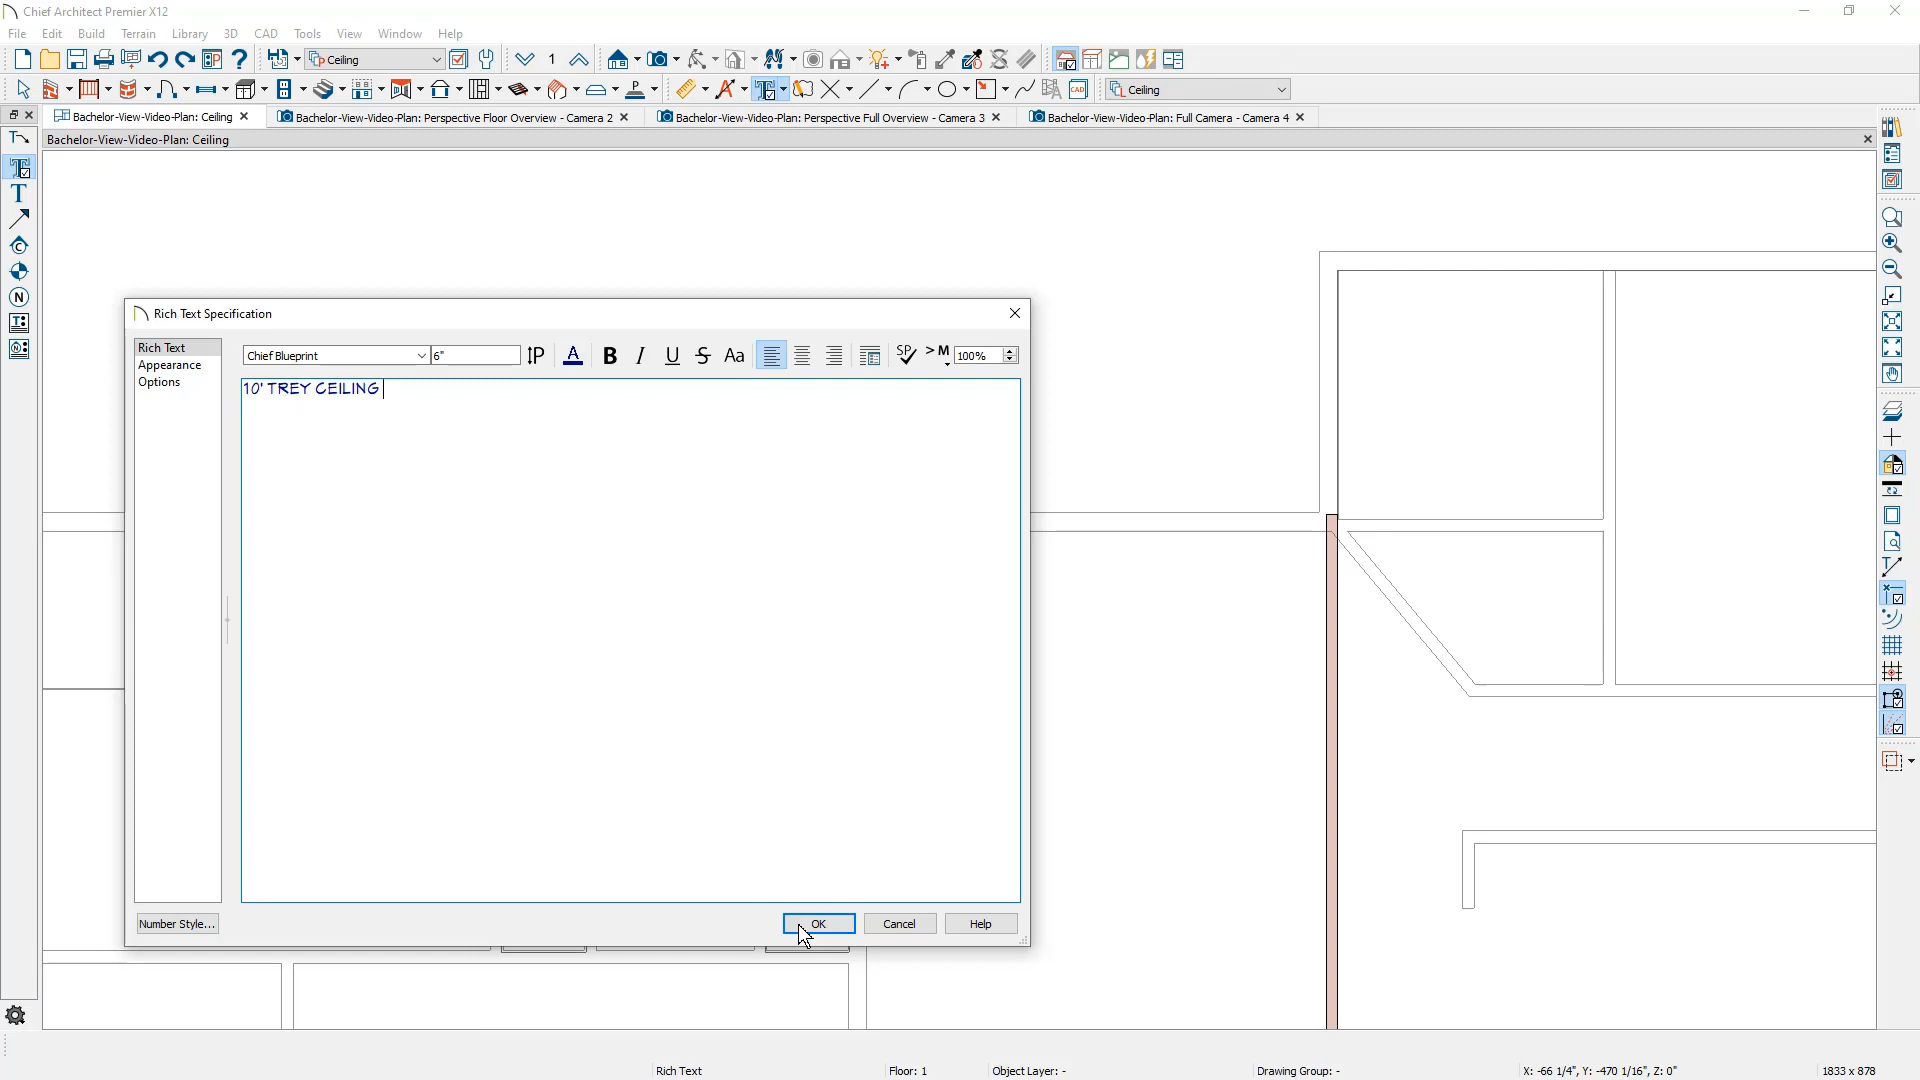 Chief Architect Premier X12
File Edit Build Terrain Library 3D CAD Tools View Window Help
Ceiling 1
Ceiling
Bachelor-View-Video-Plan: Ceiling Bachelor-View-Video-Plan: Perspective Floor Overview - Camera 2 Bachelor-View-Video-Plan: Perspective Full Overview - Camera 3 Bachelor-View-Video-Plan: Full Camera - Camera 4
Bachelor-View-Video-Plan: Ceiling
Rich Text Specification
Rich Text
Appearance
Options
Chief Blueprint 6" 100%
10' TREY CEILING
Number Style... OK Cancel Help
Rich Text Floor: 1 Object Layer: - Drawing Group: - X: -66 1/4", Y: -470 1/16", Z: 0" 1833 x 878